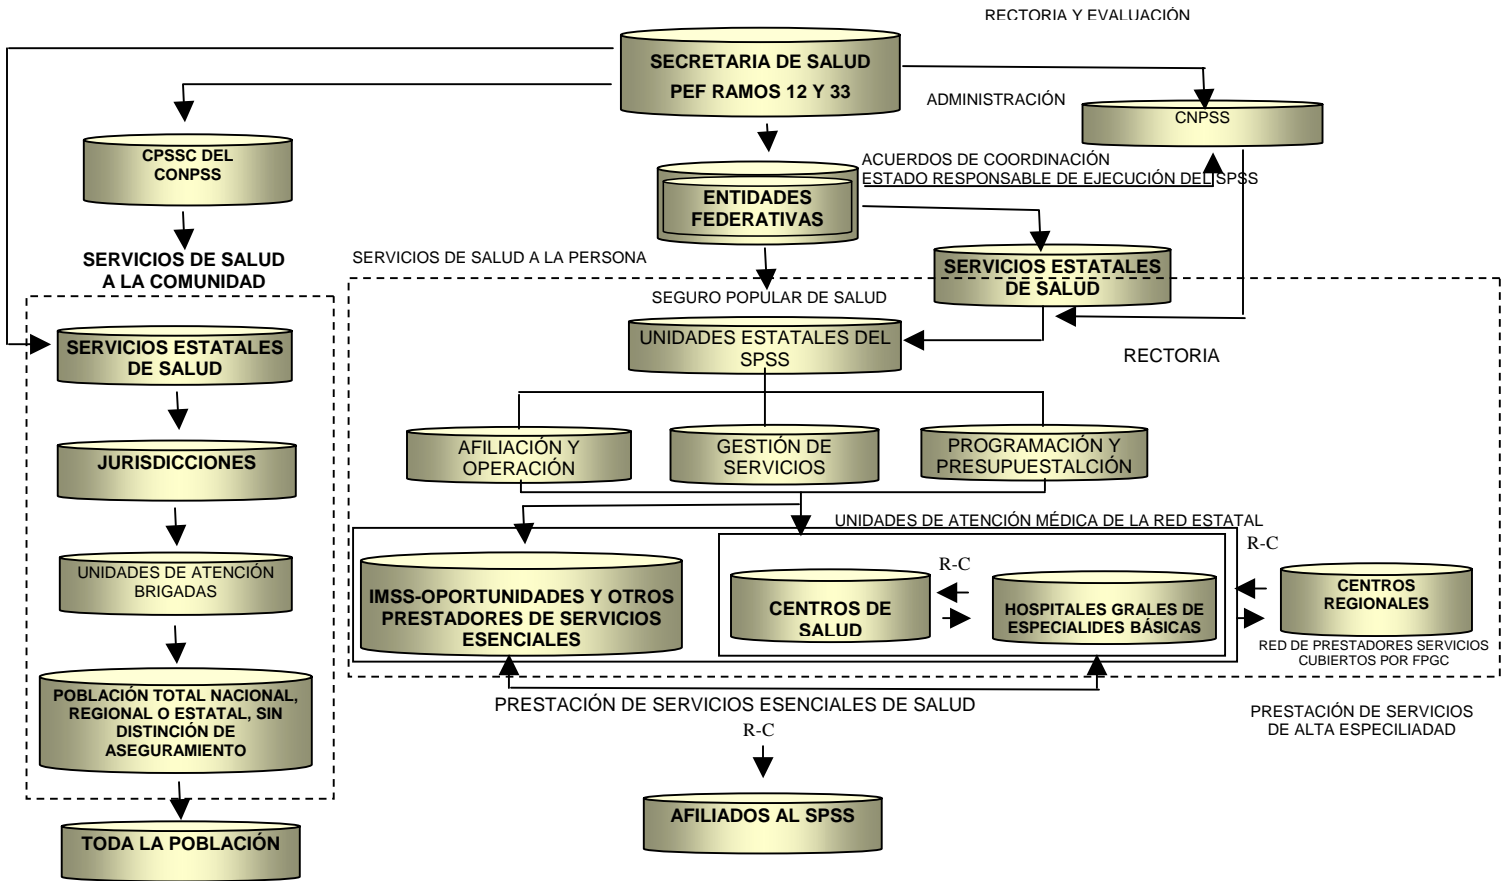 RECTORIA Y EVALUACIÓN
SECRETARIA DE SALUD
PEF RAMOS 12 Y 33
ADMINISTRACIÓN
CNPSS
CPSSC DEL
CONPSS
ACUERDOS DE COORDINACIÓN
ESTADO RESPONSABLE DE EJECUCIÓN DEL SPSS
ENTIDADES
FEDERATIVAS
SERVICIOS DE SALUD
A LA COMUNIDAD
SERVICIOS DE SALUD A LA PERSONA
SERVICIOS ESTATALES
DE SALUD
SEGURO POPULAR DE SALUD
UNIDADES ESTATALES DEL
SPSS
RECTORIA
SERVICIOS ESTATALES
DE SALUD
AFILIACIÓN Y
OPERACIÓN
GESTIÓN DE
SERVICIOS
PROGRAMACIÓN Y
PRESUPUESTALCIÓN
JURISDICCIONES
UNIDADES DE ATENCIÓN MÉDICA DE LA RED ESTATAL
R-C
R-C
UNIDADES DE ATENCIÓN
BRIGADAS
IMSS-OPORTUNIDADES Y OTROS
PRESTADORES DE SERVICIOS
ESENCIALES
CENTROS DE
SALUD
HOSPITALES GRALES DE
ESPECIALIDES BÁSICAS
CENTROS
REGIONALES
RED DE PRESTADORES SERVICIOS
CUBIERTOS POR FPGC
POBLACIÓN TOTAL NACIONAL,
REGIONAL O ESTATAL, SIN
DISTINCIÓN DE
ASEGURAMIENTO
PRESTACIÓN DE SERVICIOS ESENCIALES DE SALUD
R-C
PRESTACIÓN DE SERVICIOS
DE ALTA ESPECILIADAD
AFILIADOS AL SPSS
TODA LA POBLACIÓN